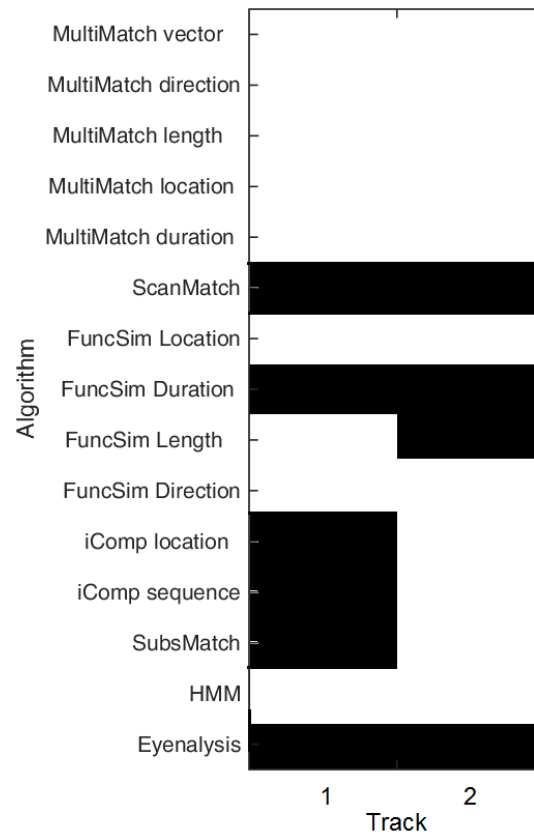 MultiMatch vector
MultiMatch direction
MultiMatch length
MultiMatch location
MultiMatch duration
ScanMatch
FuncSim Location
FuncSim Duration
FuncSim Length
FuncSim Direction
iComp location
iComp sequence
SubsMatch
HMM
Eyenalysis
Algorithm
1 2
Track